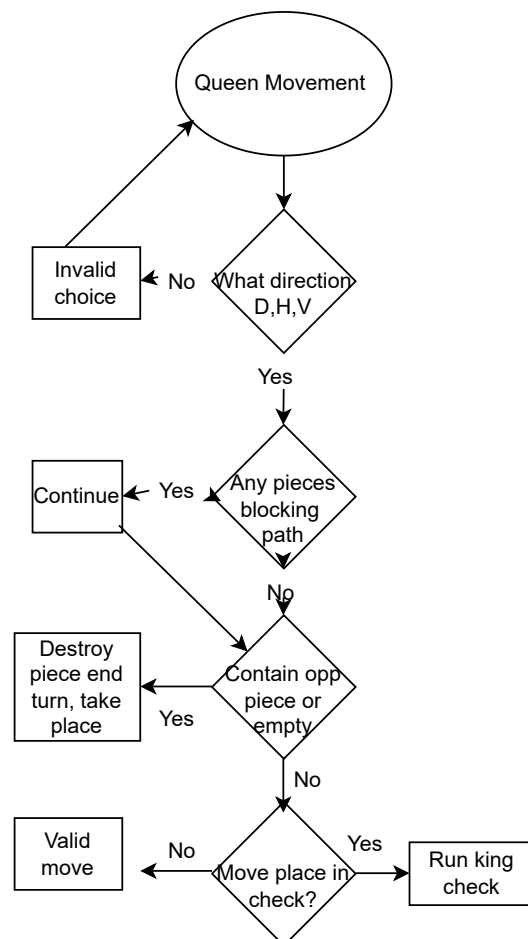 Queen Movement
Invalid
choice
No
What direction
D,H,V
Yes
Continue
Yes
Any pieces
blocking
path
No
Destroy
piece end
turn, take
place
Yes
Contain opp
piece or
empty
No
Valid
move
No
Move place in
check?
Yes
Run king
check